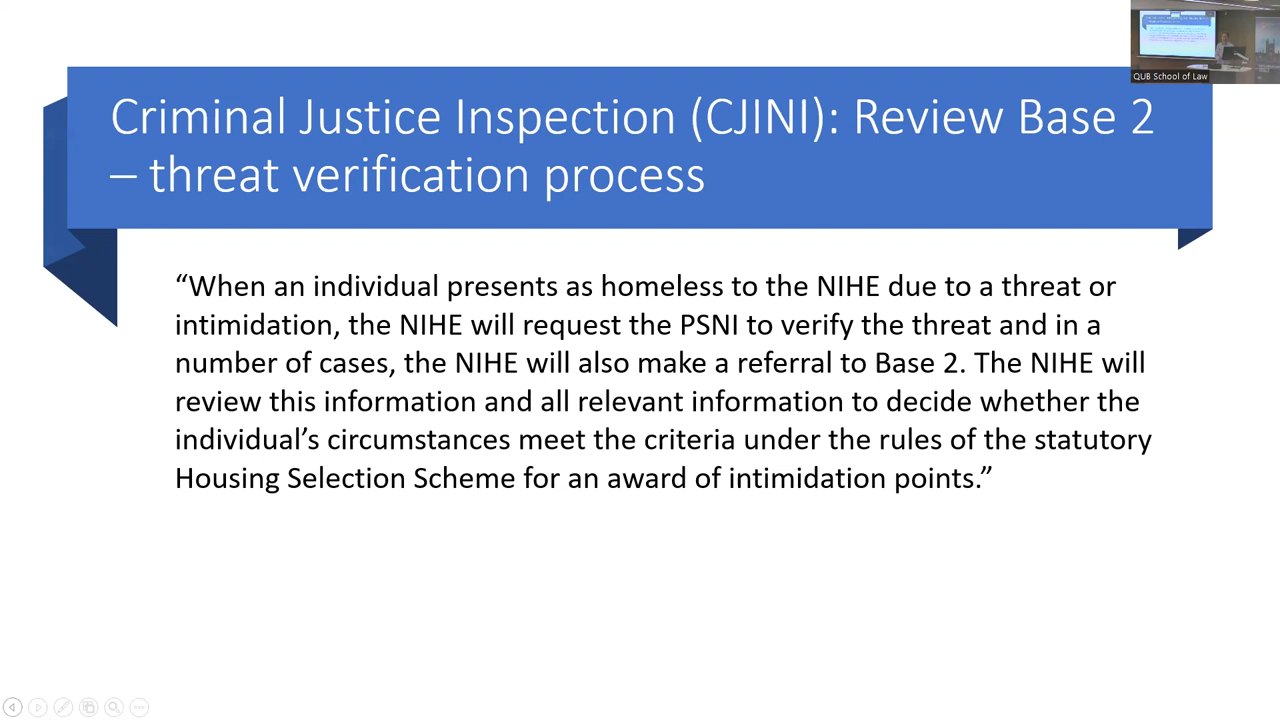 QUB School of Law
Criminal Justice Inspection (CJINI): Review Base 2
– threat verification process
“When an individual presents as homeless to the NIHE due to a threat or
intimidation, the NIHE will request the PSNI to verify the threat and in a
number of cases, the NIHE will also make a referral to Base 2. The NIHE will
review this information and all relevant information to decide whether the
individual’s circumstances meet the criteria under the rules of the statutory
Housing Selection Scheme for an award of intimidation points.”